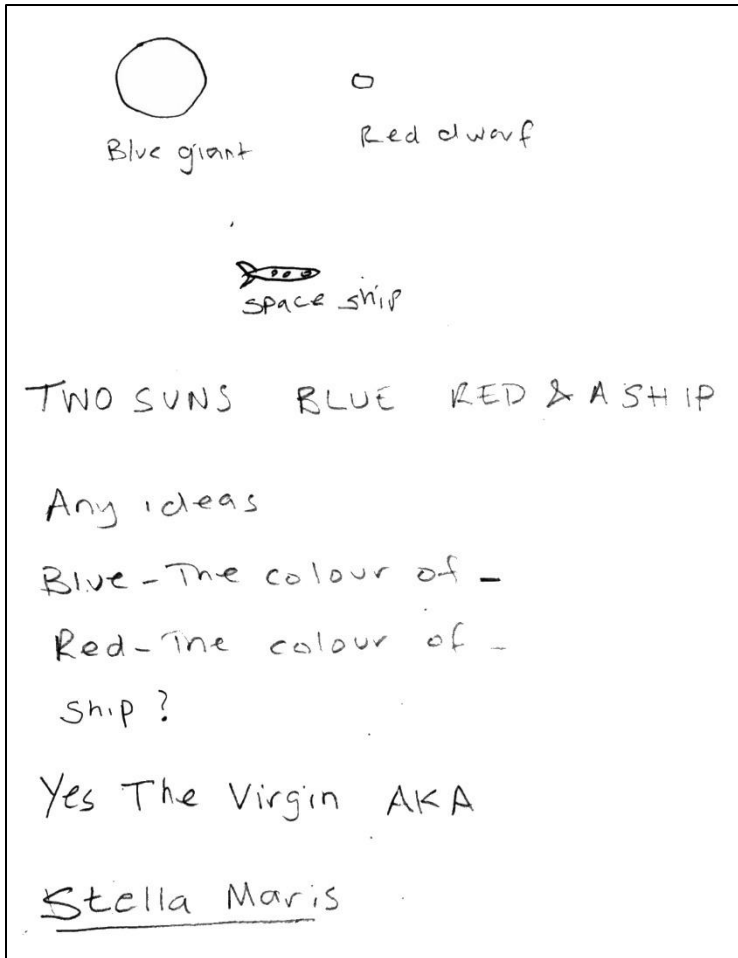 Blue giant
Red dwarf
space ship
TWO SUNS BLUE RED & A SHIP
Any ideas
Blue - The colour of -
Red - The colour of -
Ship ?
Yes The Virgin AKA
Stella Maris